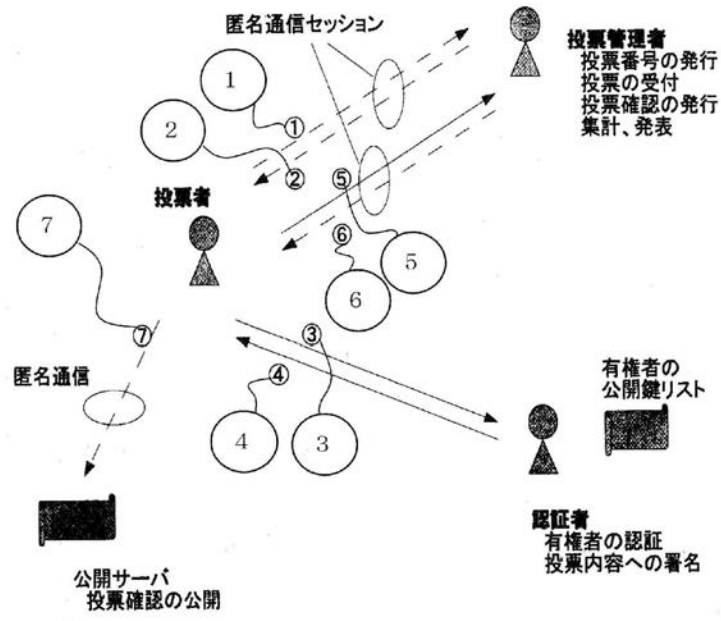 匿名通信セッション
投票管理者
投票番号の発行
投票の受付
投票確認の発行
集計、発表
1
①
2
②
⑤
投票者
7
⑥
5
6
⑦
③
匿名通信
④
有権者の
公開鍵リスト
4
3
認証者
有権者の認証
投票内容への署名
公開サーバ
投票確認の公開